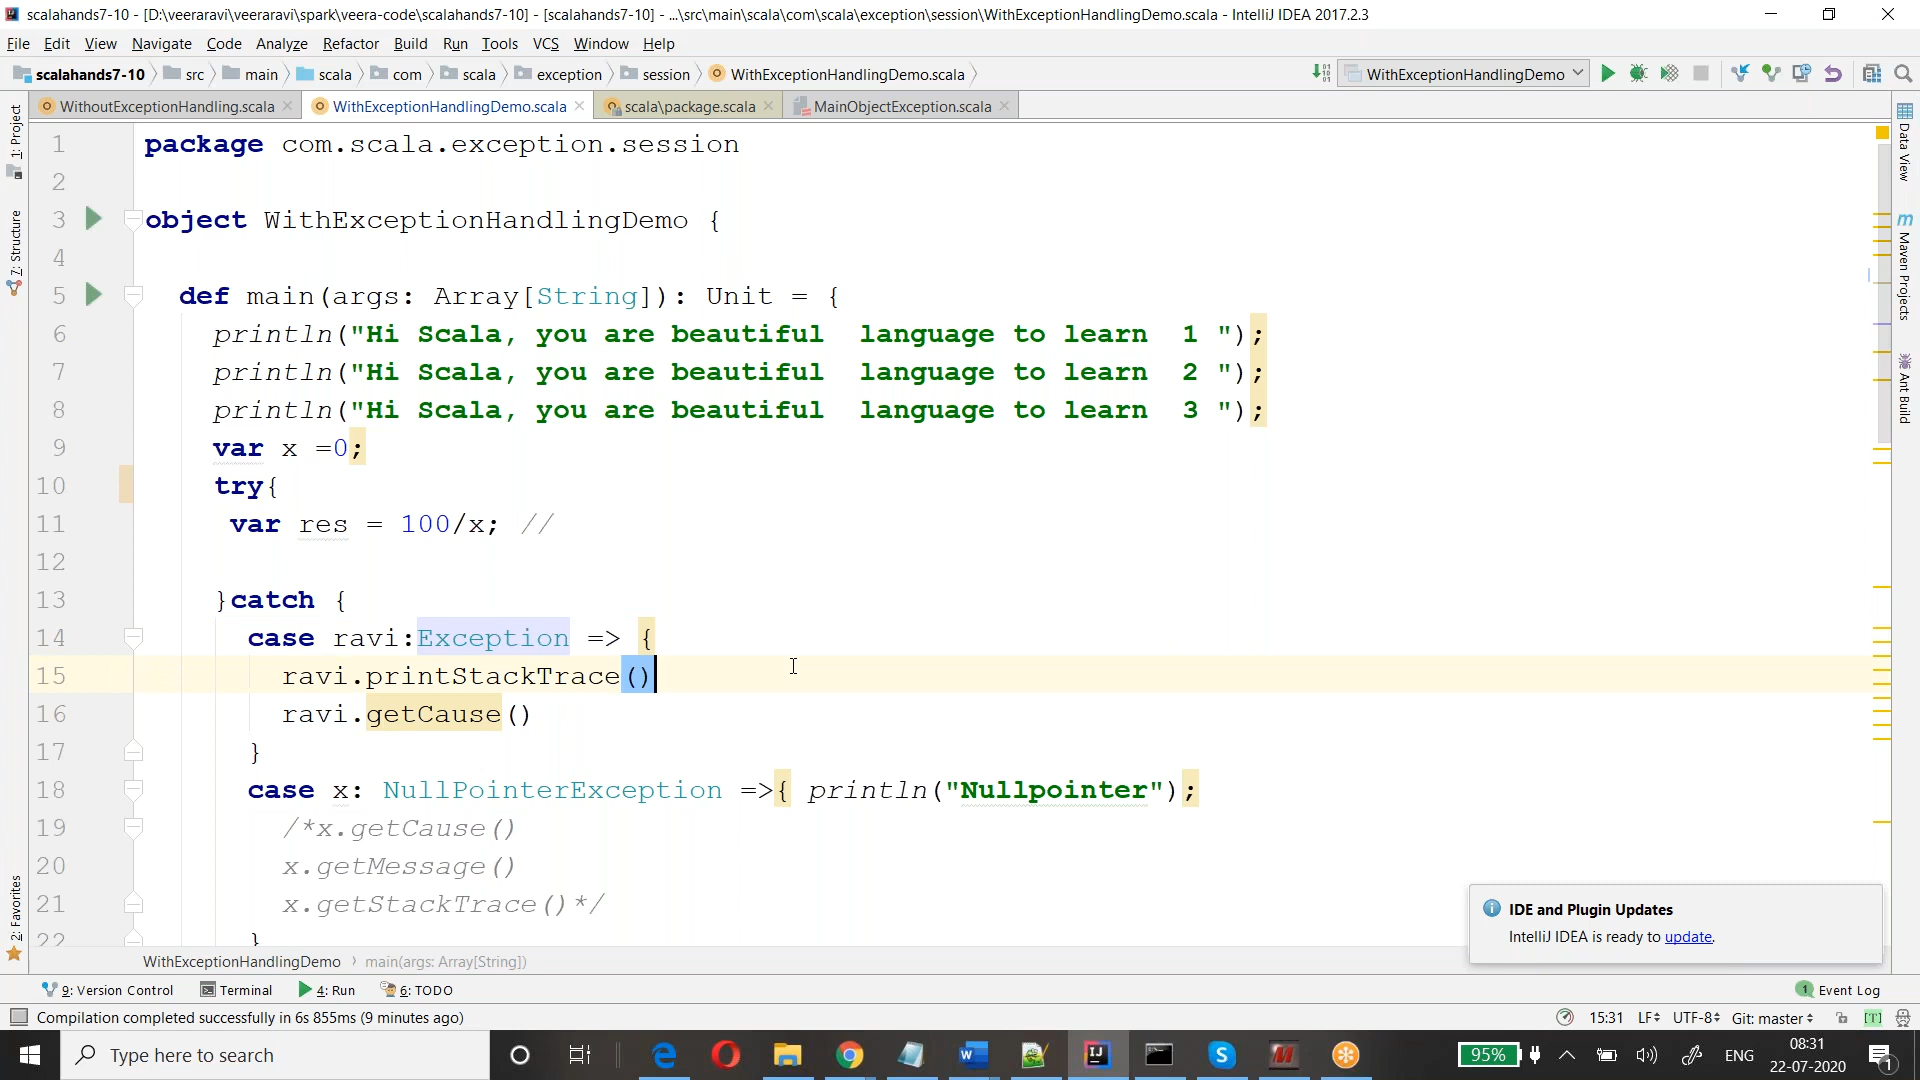 scalahands7-10 - [D:\veeraravi\veeraravi\spark\veera-code\scalahands7-10] - [scalahands7-10] - ...\src\main\scala\com\scala\exception\session\WithExceptionHandlingDemo.scala - IntelliJ IDEA 2017.2.3
File Edit View Navigate Code Analyze Refactor Build Run Tools VCS Window Help
scalahands7-10 src main scala com scala exception session WithExceptionHandlingDemo.scala WithExceptionHandlingDemo
WithoutExceptionHandling.scala WithExceptionHandlingDemo.scala scala\package.scala MainObjectException.scala
1: Project
7: Structure
2: Favorites
Data View
Maven Projects
Ant Build
1 package com.scala.exception.session
2
3 object WithExceptionHandlingDemo {
4
5 def main(args: Array[String]): Unit = {
6 println("Hi Scala, you are beautiful  language to learn  1 ");
7 println("Hi Scala, you are beautiful  language to learn  2 ");
8 println("Hi Scala, you are beautiful  language to learn  3 ");
9 var x =0;
10 try{
11 var res = 100/x; //
12
13 }catch {
14 case ravi:Exception => {
15 ravi.printStackTrace()
16 ravi.getCause()
17 }
18 case x: NullPointerException =>{ println("Nullpointer");
19 /*x.getCause()
20 x.getMessage()
21 x.getStackTrace()*/
22 }
IDE and Plugin Updates
IntelliJ IDEA is ready to update.
WithExceptionHandlingDemo main(args: Array[String])
9: Version Control Terminal 4: Run 6: TODO 1 Event Log
Compilation completed successfully in 6s 855ms (9 minutes ago) 15:31 LF UTF-8 Git: master [T]
Type here to search 95% ENG 08:31
22-07-2020 1